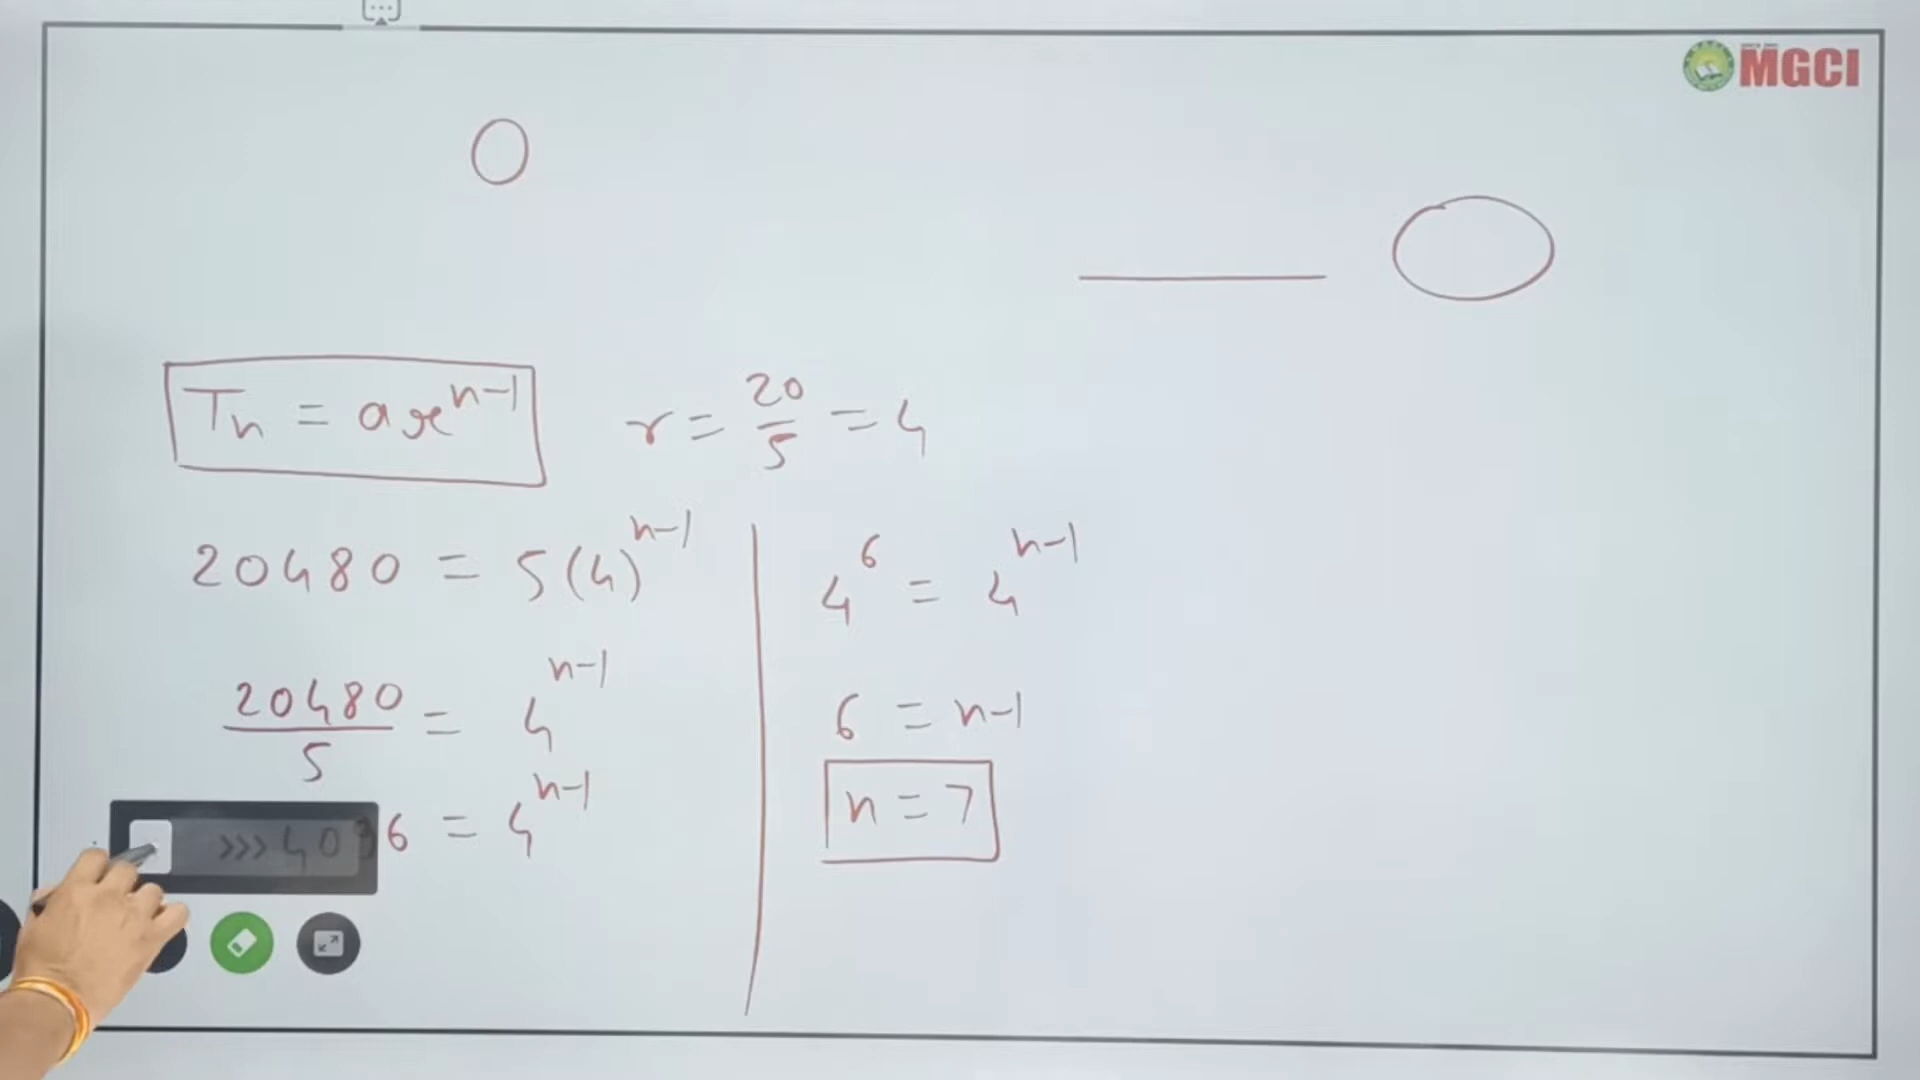 MGCI
Tn = ar^{n-1}
r = 20/5 = 4
20480 = 5(4)^{n-1}
20480/5 = 4^{n-1}
>>> 4096 = 4^{n-1}
4^6 = 4^{n-1}
6 = n-1
n = 7